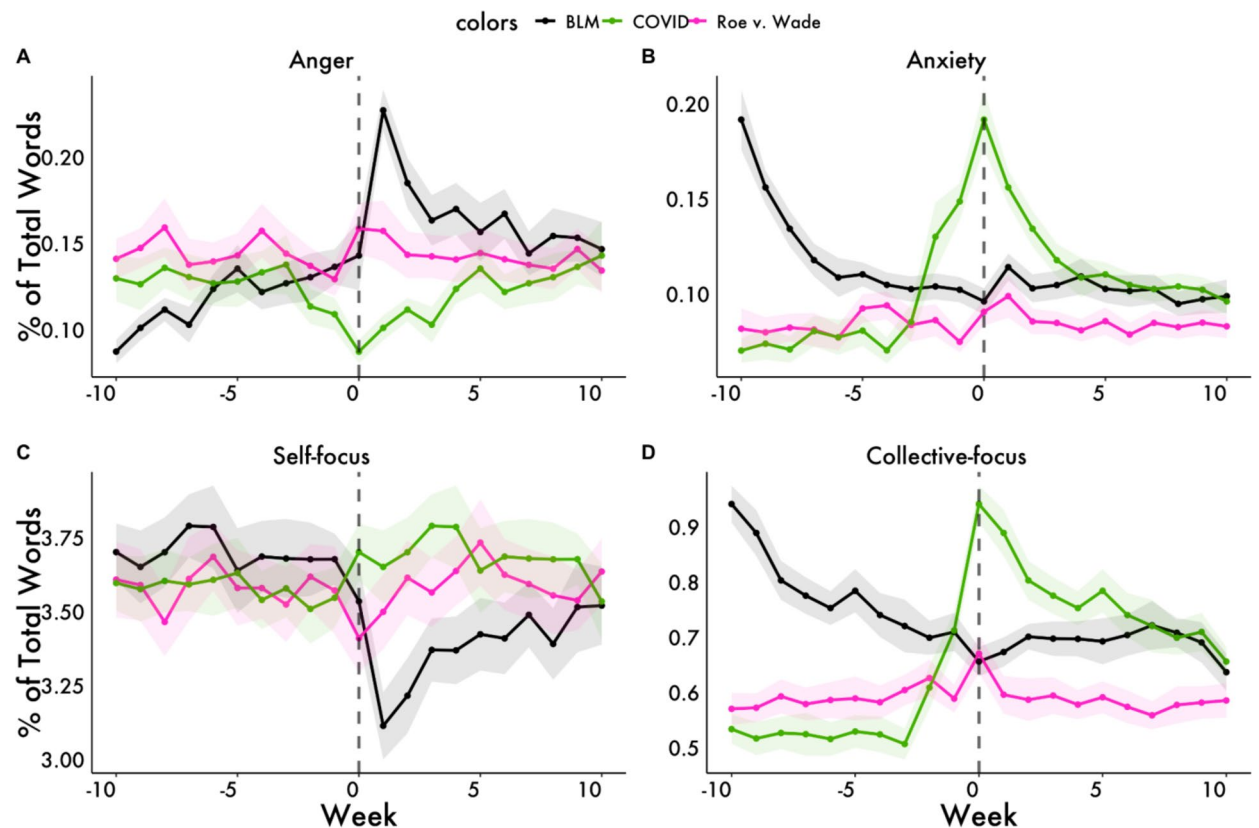 colors BLM COVID Roe v. Wade
A Anger
B Anxiety
% of Total Words
0.20
0.15
0.10
-10 -5 0 5 10
0.20
0.15
0.10
-10 -5 0 5 10
C Self-focus
D Collective-focus
% of Total Words
3.75
3.50
3.25
3.00
-10 -5 0 5 10
Week
0.9
0.8
0.7
0.6
0.5
-10 -5 0 5 10
Week